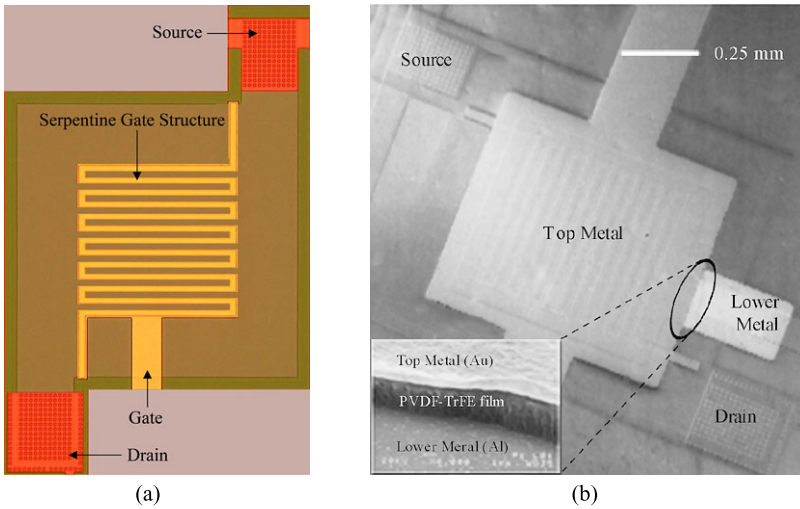 Source
Serpentine Gate Structure
Gate
Drain
(a)
Source
0.25 mm
Top Metal
Lower
Metal
Top Metal (Au)
PVDF-TrFE film
Lower Meral (Al)
Drain
(b)